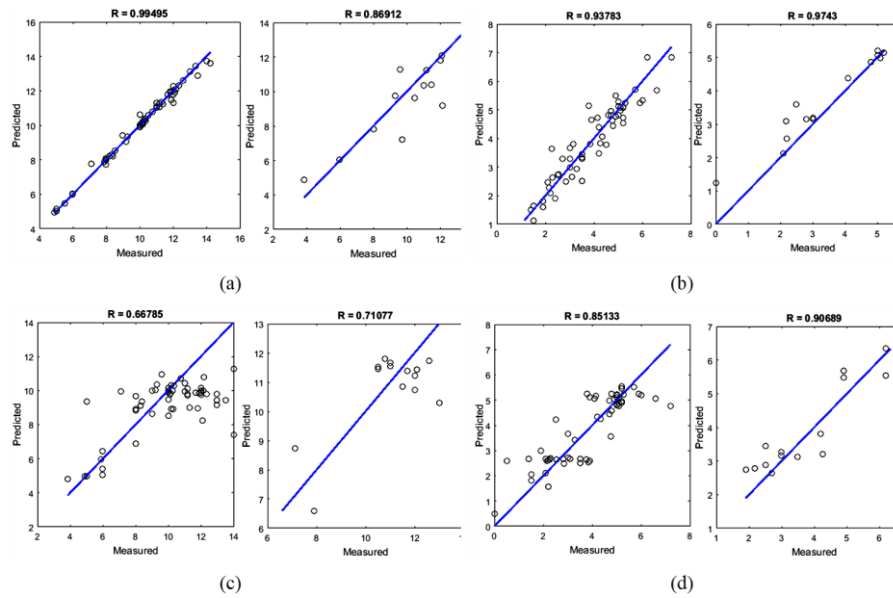 R = 0.99495
Predicted
16
14
12
10
8
6
4
4 6 8 10 12 14 16
Measured
R = 0.86912
Predicted
14
12
10
8
6
4
2
4 6 8 10 12
Measured
(a)
R = 0.93783
Predicted
8
7
6
5
4
3
2
1
0 2 4 6 8
Measured
R = 0.9743
Predicted
6
5
4
3
2
1
0
0 1 2 3 4 5
Measured
(b)
R = 0.66785
Predicted
14
12
10
8
6
4
2
2 4 6 8 10 12 14
Measured
R = 0.71077
Predicted
13
12
11
10
9
8
7
6
6 8 10 12
Measured
(c)
R = 0.85133
Predicted
8
7
6
5
4
3
2
1
0
0 2 4 6 8
Measured
R = 0.90689
Predicted
7
6
5
4
3
2
1
1 2 3 4 5 6
Measured
(d)